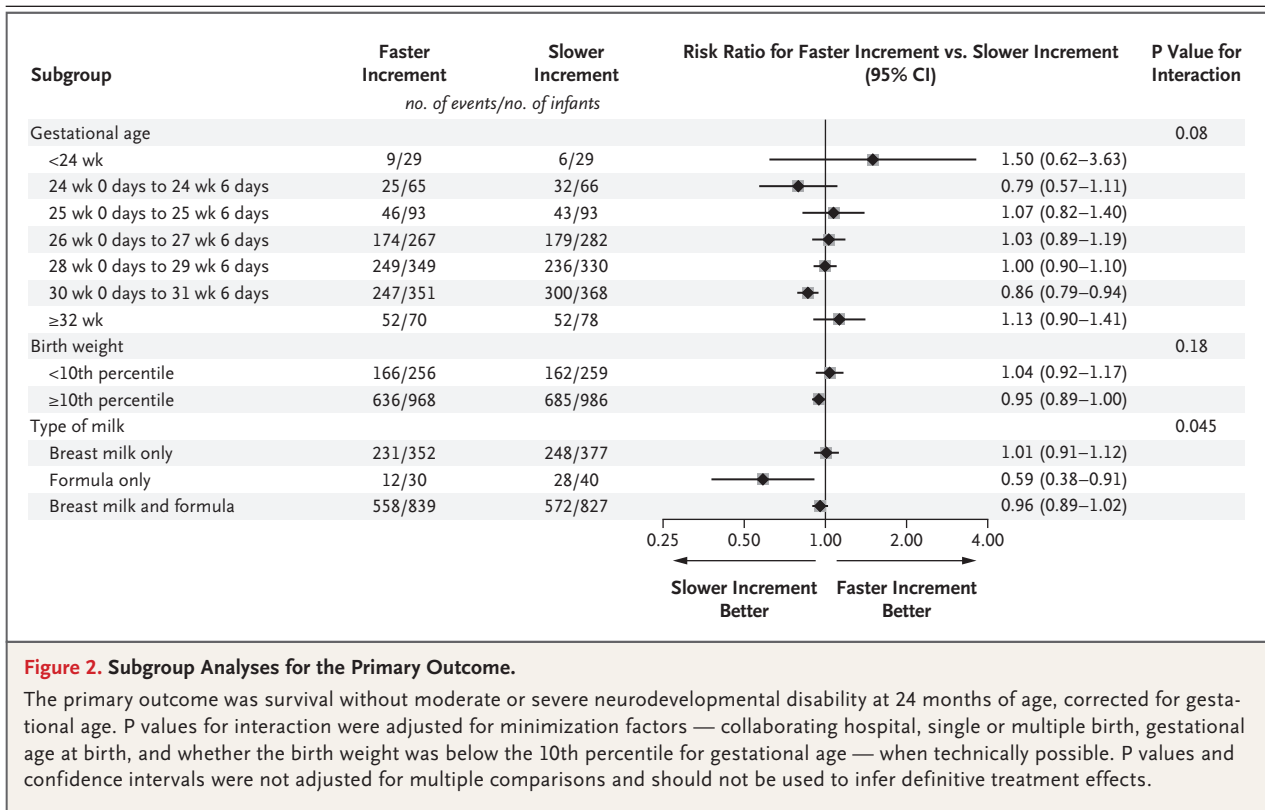 Subgroup Faster Increment Slower Increment Risk Ratio for Faster Increment vs. Slower Increment (95% CI) P Value for Interaction
no. of events/no. of infants
Gestational age 0.08
<24 wk 9/29 6/29 1.50 (0.62–3.63)
24 wk 0 days to 24 wk 6 days 25/65 32/66 0.79 (0.57–1.11)
25 wk 0 days to 25 wk 6 days 46/93 43/93 1.07 (0.82–1.40)
26 wk 0 days to 27 wk 6 days 174/267 179/282 1.03 (0.89–1.19)
28 wk 0 days to 29 wk 6 days 249/349 236/330 1.00 (0.90–1.10)
30 wk 0 days to 31 wk 6 days 247/351 300/368 0.86 (0.79–0.94)
≥32 wk 52/70 52/78 1.13 (0.90–1.41)
Birth weight 0.18
<10th percentile 166/256 162/259 1.04 (0.92–1.17)
≥10th percentile 636/968 685/986 0.95 (0.89–1.00)
Type of milk 0.045
Breast milk only 231/352 248/377 1.01 (0.91–1.12)
Formula only 12/30 28/40 0.59 (0.38–0.91)
Breast milk and formula 558/839 572/827 0.96 (0.89–1.02)
0.25 0.50 1.00 2.00 4.00
Slower Increment Better Faster Increment Better
Figure 2. Subgroup Analyses for the Primary Outcome.
The primary outcome was survival without moderate or severe neurodevelopmental disability at 24 months of age, corrected for gesta-
tional age. P values for interaction were adjusted for minimization factors — collaborating hospital, single or multiple birth, gestational
age at birth, and whether the birth weight was below the 10th percentile for gestational age — when technically possible. P values and
confidence intervals were not adjusted for multiple comparisons and should not be used to infer definitive treatment effects.